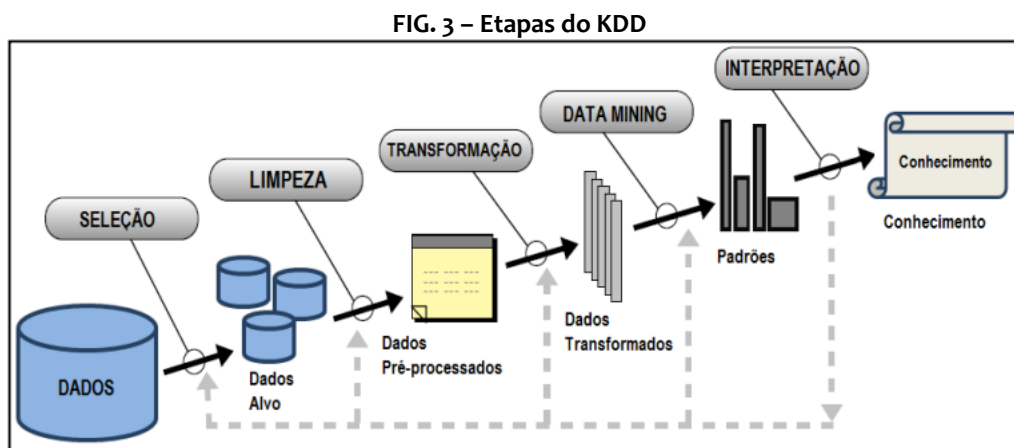 FIG. 3 – Etapas do KDD
INTERPRETAÇÃO
DATA MINING
TRANSFORMAÇÃO
LIMPEZA
SELEÇÃO
DADOS
Dados
Alvo
Dados
Pré-processados
Dados
Transformados
Padrões
Conhecimento
Conhecimento